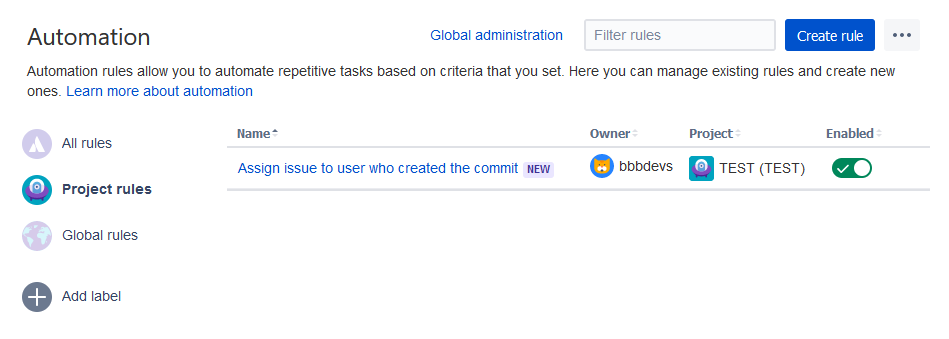 Automation
Global administration
Filter rules
Create rule
Automation rules allow you to automate repetitive tasks based on criteria that you set. Here you can manage existing rules and create new
ones. Learn more about automation
All rules
Project rules
Global rules
Add label
Name Owner Project Enabled
Assign issue to user who created the commit NEW bbbdevs TEST (TEST)